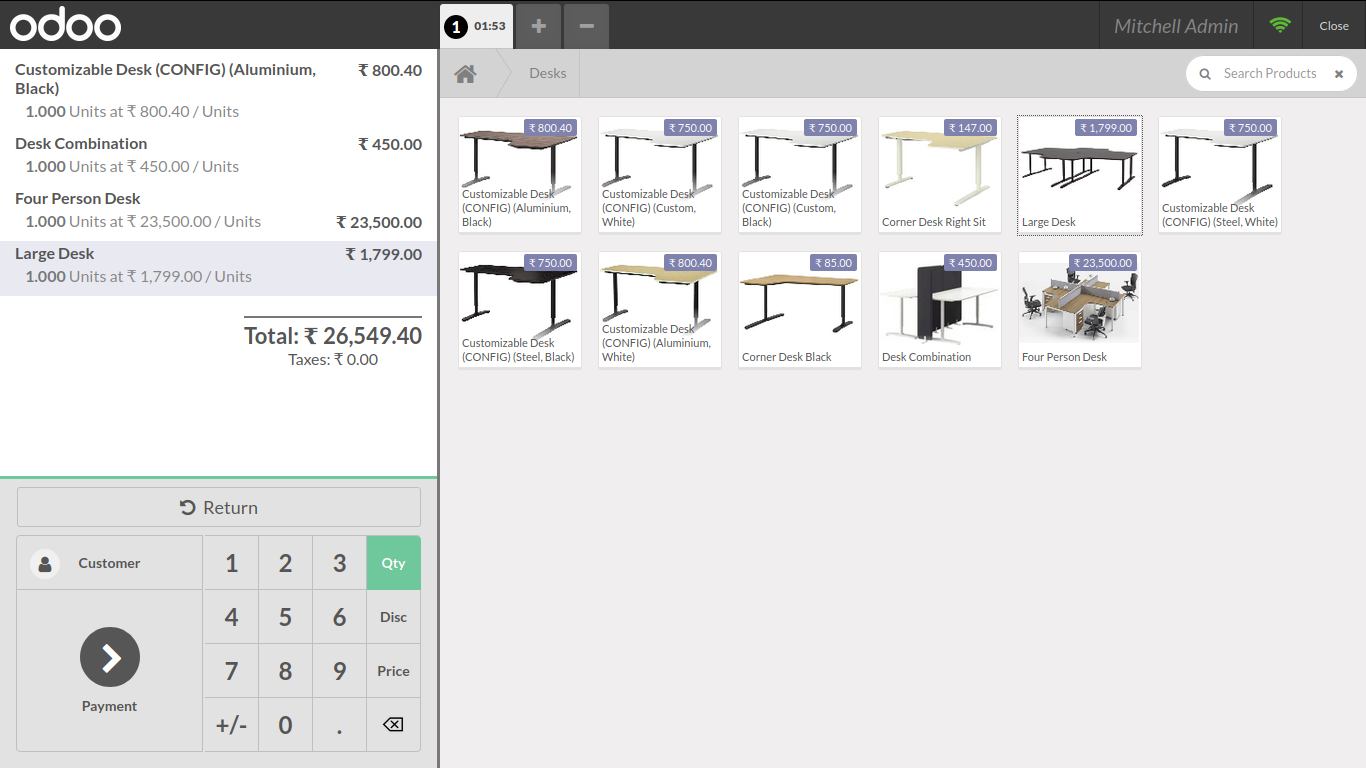 odoo
1 01:53 + −
Mitchell Admin
Close
Customizable Desk (CONFIG) (Aluminium, ₹ 800.40
Black)
1.000 Units at ₹ 800.40 / Units
Desk Combination ₹ 450.00
1.000 Units at ₹ 450.00 / Units
Four Person Desk
1.000 Units at ₹ 23,500.00 / Units ₹ 23,500.00
Large Desk ₹ 1,799.00
1.000 Units at ₹ 1,799.00 / Units
Total: ₹ 26,549.40
Taxes: ₹ 0.00
Return
Customer
Payment
1 2 3 Qty
4 5 6 Disc
7 8 9 Price
+/- 0 .
Desks
Search Products
₹ 800.40
Customizable Desk
(CONFIG) (Aluminium,
Black)
₹ 750.00
Customizable Desk
(CONFIG) (Custom,
White)
₹ 750.00
Customizable Desk
(CONFIG) (Custom,
Black)
₹ 147.00
Corner Desk Right Sit
₹ 1,799.00
Large Desk
₹ 750.00
Customizable Desk
(CONFIG) (Steel, White)
₹ 750.00
Customizable Desk
(CONFIG) (Steel, Black)
₹ 800.40
Customizable Desk
(CONFIG) (Aluminium,
White)
₹ 85.00
Corner Desk Black
₹ 450.00
Desk Combination
₹ 23,500.00
Four Person Desk